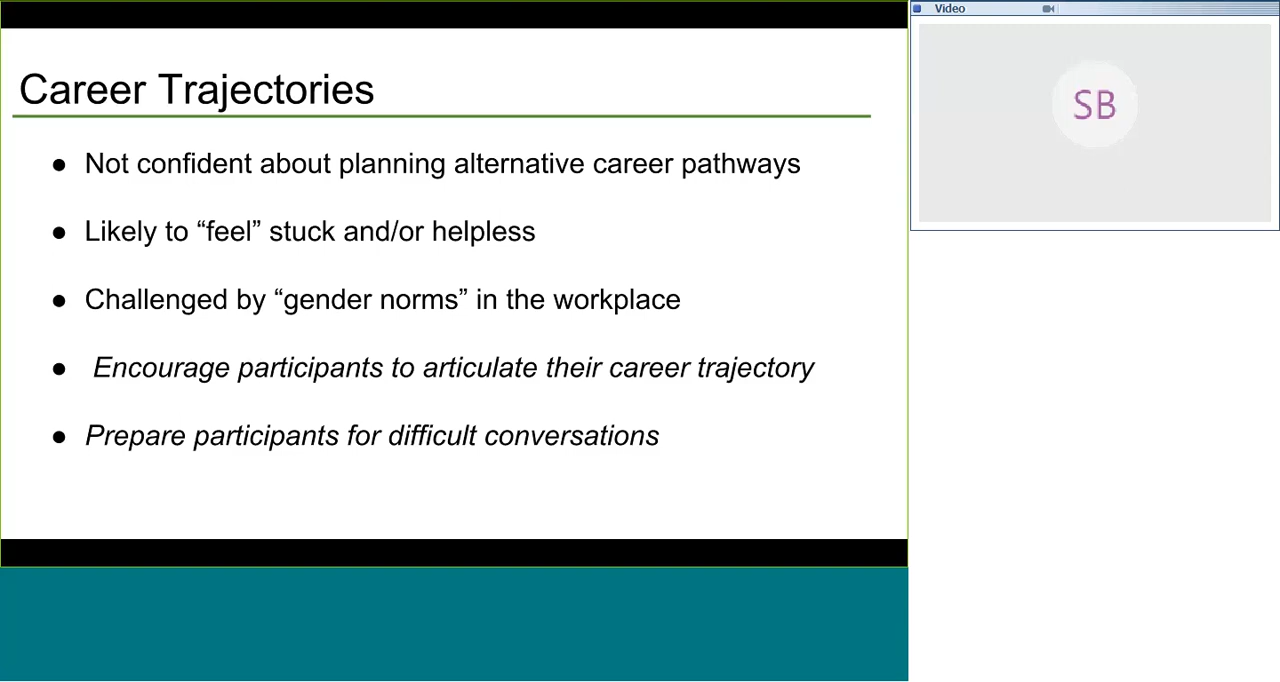 Career Trajectories
● Not confident about planning alternative career pathways
● Likely to “feel” stuck and/or helpless
● Challenged by “gender norms” in the workplace
● Encourage participants to articulate their career trajectory
● Prepare participants for difficult conversations
Video
SB